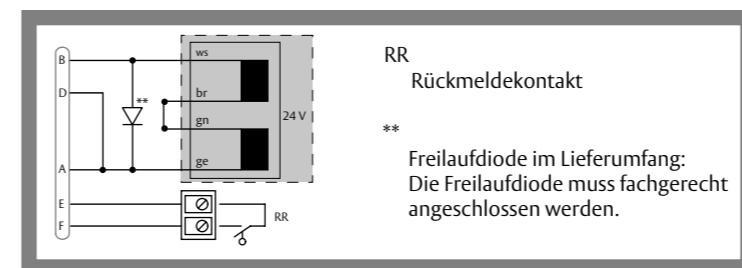 B
ws
D
**
br
24 V
gn
A
ge
E
F
RR
RR
Rückmeldekontakt
**
Freilaufdiode im Lieferumfang:
Die Freilaufdiode muss fachgerecht
angeschlossen werden.